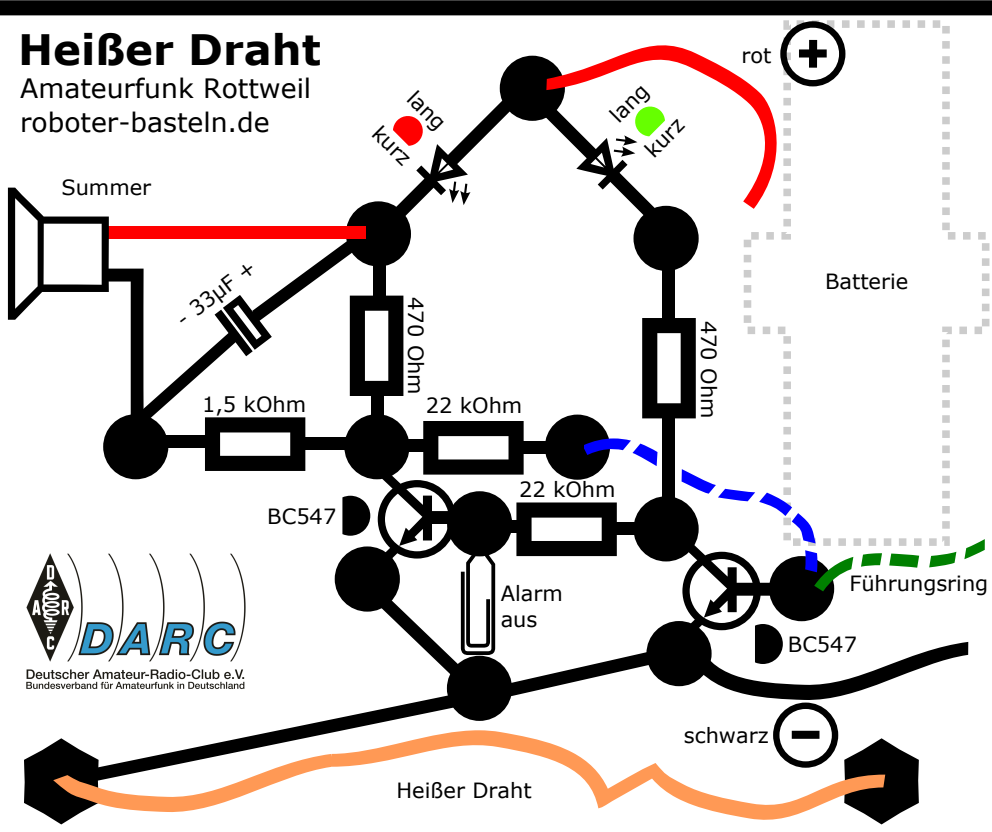 Heißer Draht
Amateurfunk Rottweil
roboter-basteln.de
rot +
lang
kurz
lang
kurz
Summer
- 33µF +
Batterie
470 Ohm
470 Ohm
1,5 kOhm
22 kOhm
22 kOhm
BC547
Alarm
aus
Führungsring
BC547
D
A R
C
DARC
Deutscher Amateur-Radio-Club e.V.
Bundesverband für Amateurfunk in Deutschland
schwarz −
Heißer Draht